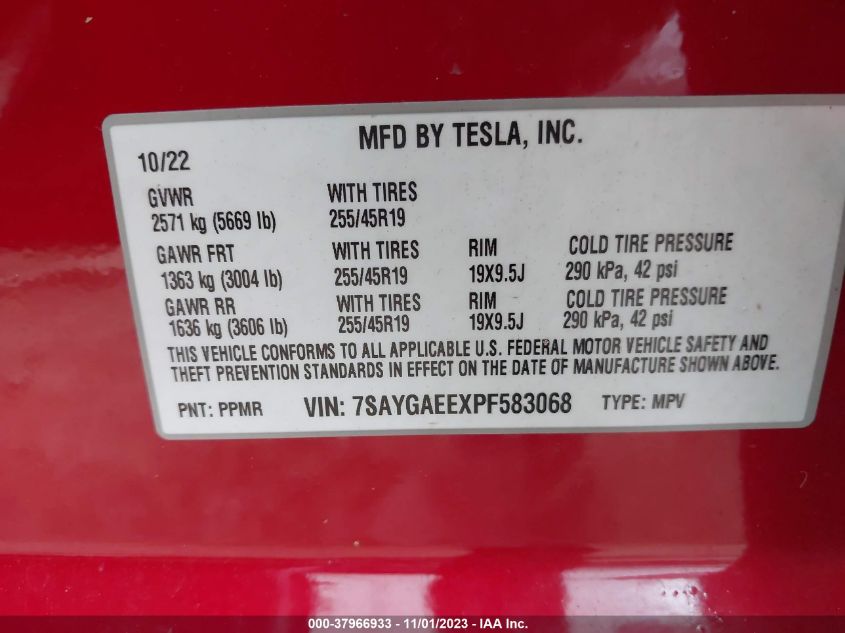 MFD BY TESLA, INC.
10/22
GVWR WITH TIRES
2571 kg (5669 lb) 255/45R19
GAWR FRT WITH TIRES RIM COLD TIRE PRESSURE
1363 kg (3004 lb) 255/45R19 19X9.5J 290 kPa, 42 psi
GAWR RR WITH TIRES RIM COLD TIRE PRESSURE
1636 kg (3606 lb) 255/45R19 19X9.5J 290 kPa, 42 psi
THIS VEHICLE CONFORMS TO ALL APPLICABLE U.S. FEDERAL MOTOR VEHICLE SAFETY AND
THEFT PREVENTION STANDARDS IN EFFECT ON THE DATE OF MANUFACTURE SHOWN ABOVE.
PNT: PPMR VIN: 7SAYGAEEXPF583068 TYPE: MPV
000-37966933 - 11/01/2023 - IAA Inc.